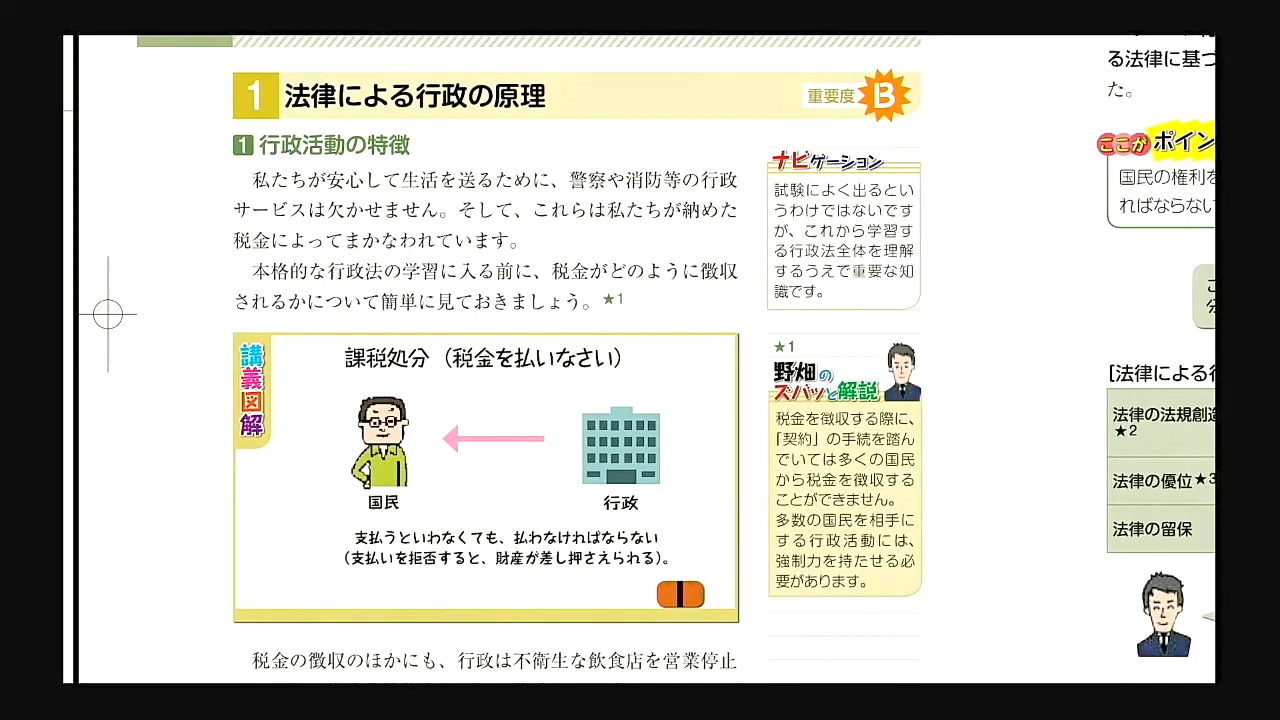 1 法律による行政の原理
重要度 B
1 行政活動の特徴
私たちが安心して生活を送るために、警察や消防等の行政
サービスは欠かせません。そして、これらは私たちが納めた
税金によってまかなわれています。
本格的な行政法の学習に入る前に、税金がどのように徴収
されるかについて簡単に見ておきましょう。★1
講義図解
課税処分（税金を払いなさい）
国民
行政
支払うといわなくても、払わなければならない
（支払いを拒否すると、財産が差し押さえられる）。
税金の徴収のほかにも、行政は不衛生な飲食店を営業停止
ナビゲーション
試験によく出るとい
うわけではないです
が、これから学習す
る行政法全体を理解
するうえで重要な知
識です。
★1
野畑の
ズバッと解説
税金を徴収する際に、
「契約」の手続を踏ん
でいては多くの国民
から税金を徴収する
ことができません。
多数の国民を相手に
する行政活動には、
強制力を持たせる必
要があります。
る法律に基づ
た。
ここが ポイン
国民の権利を
ればならない
[法律による行
法律の法規創造
★2
法律の優位★3
法律の留保